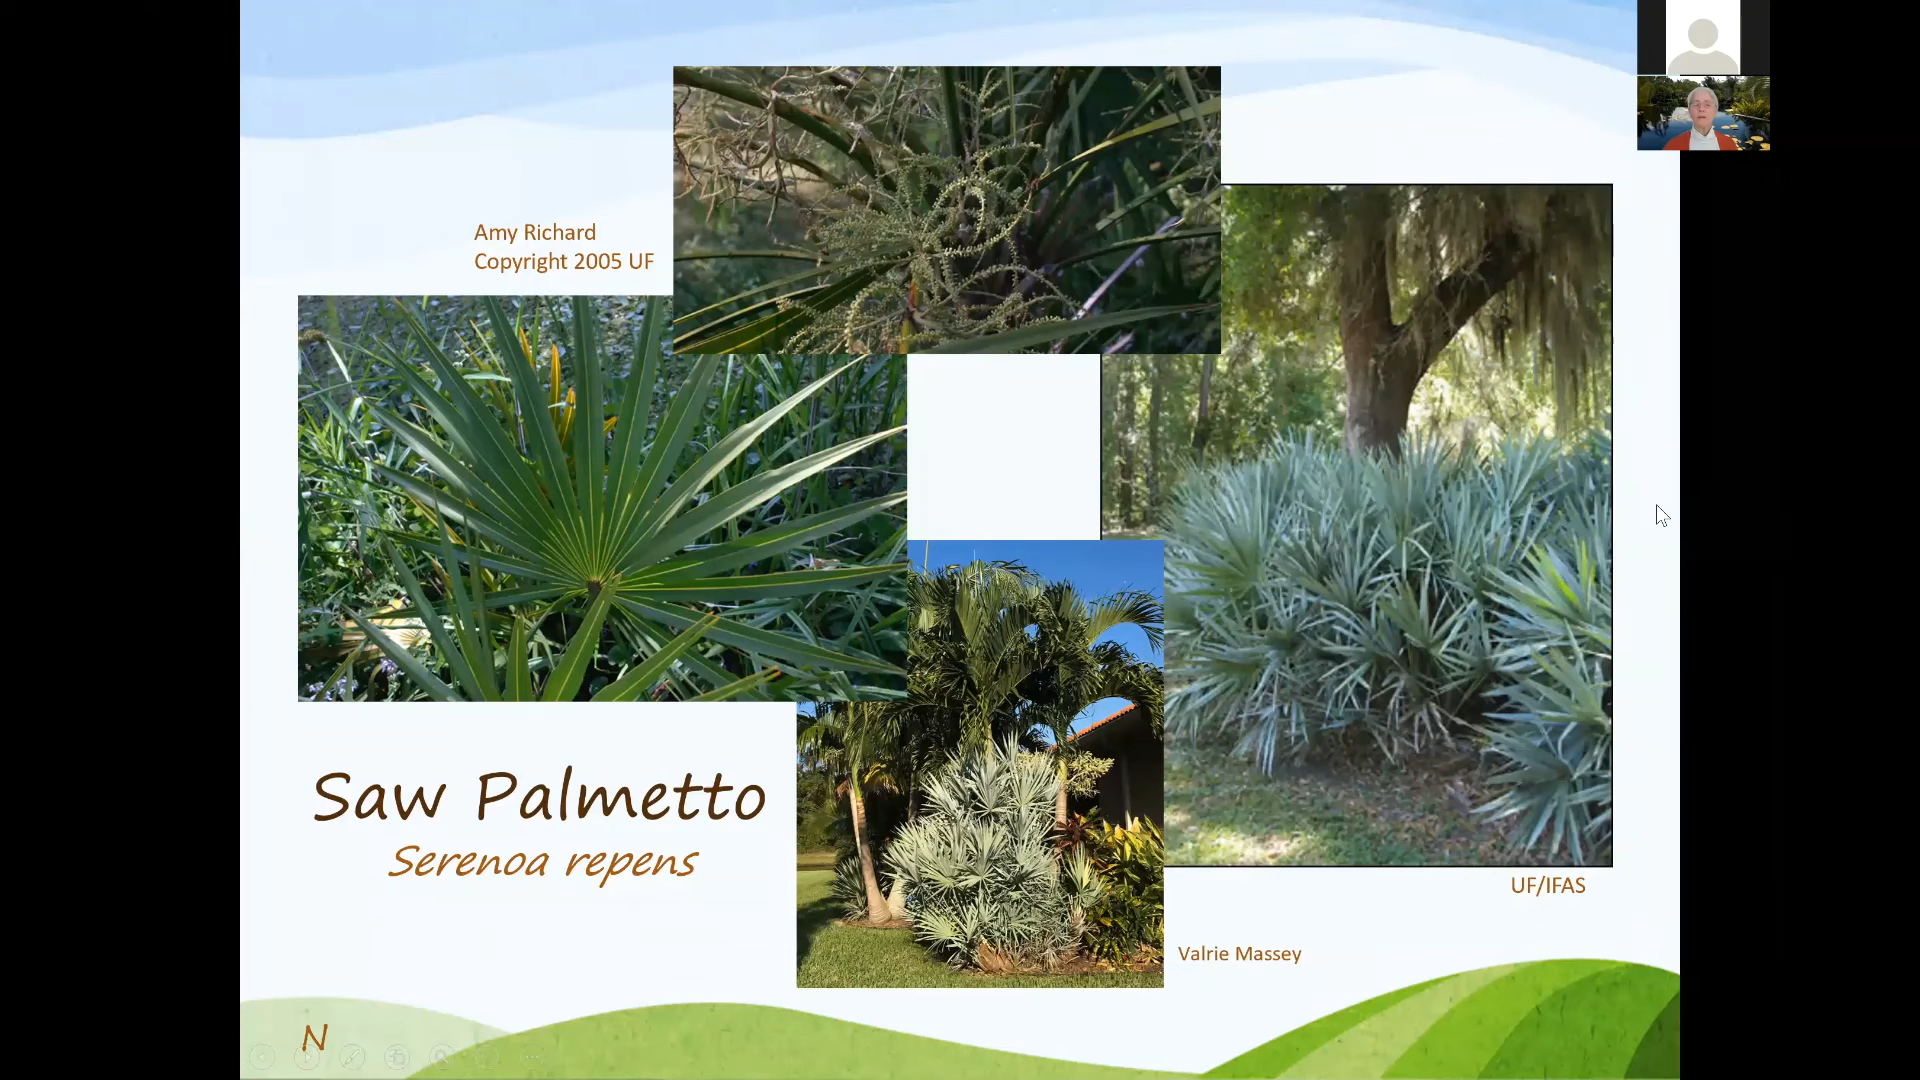 Amy Richard
Copyright 2005 UF
Saw Palmetto
Serenoa repens
UF/IFAS
Valrie Massey
N